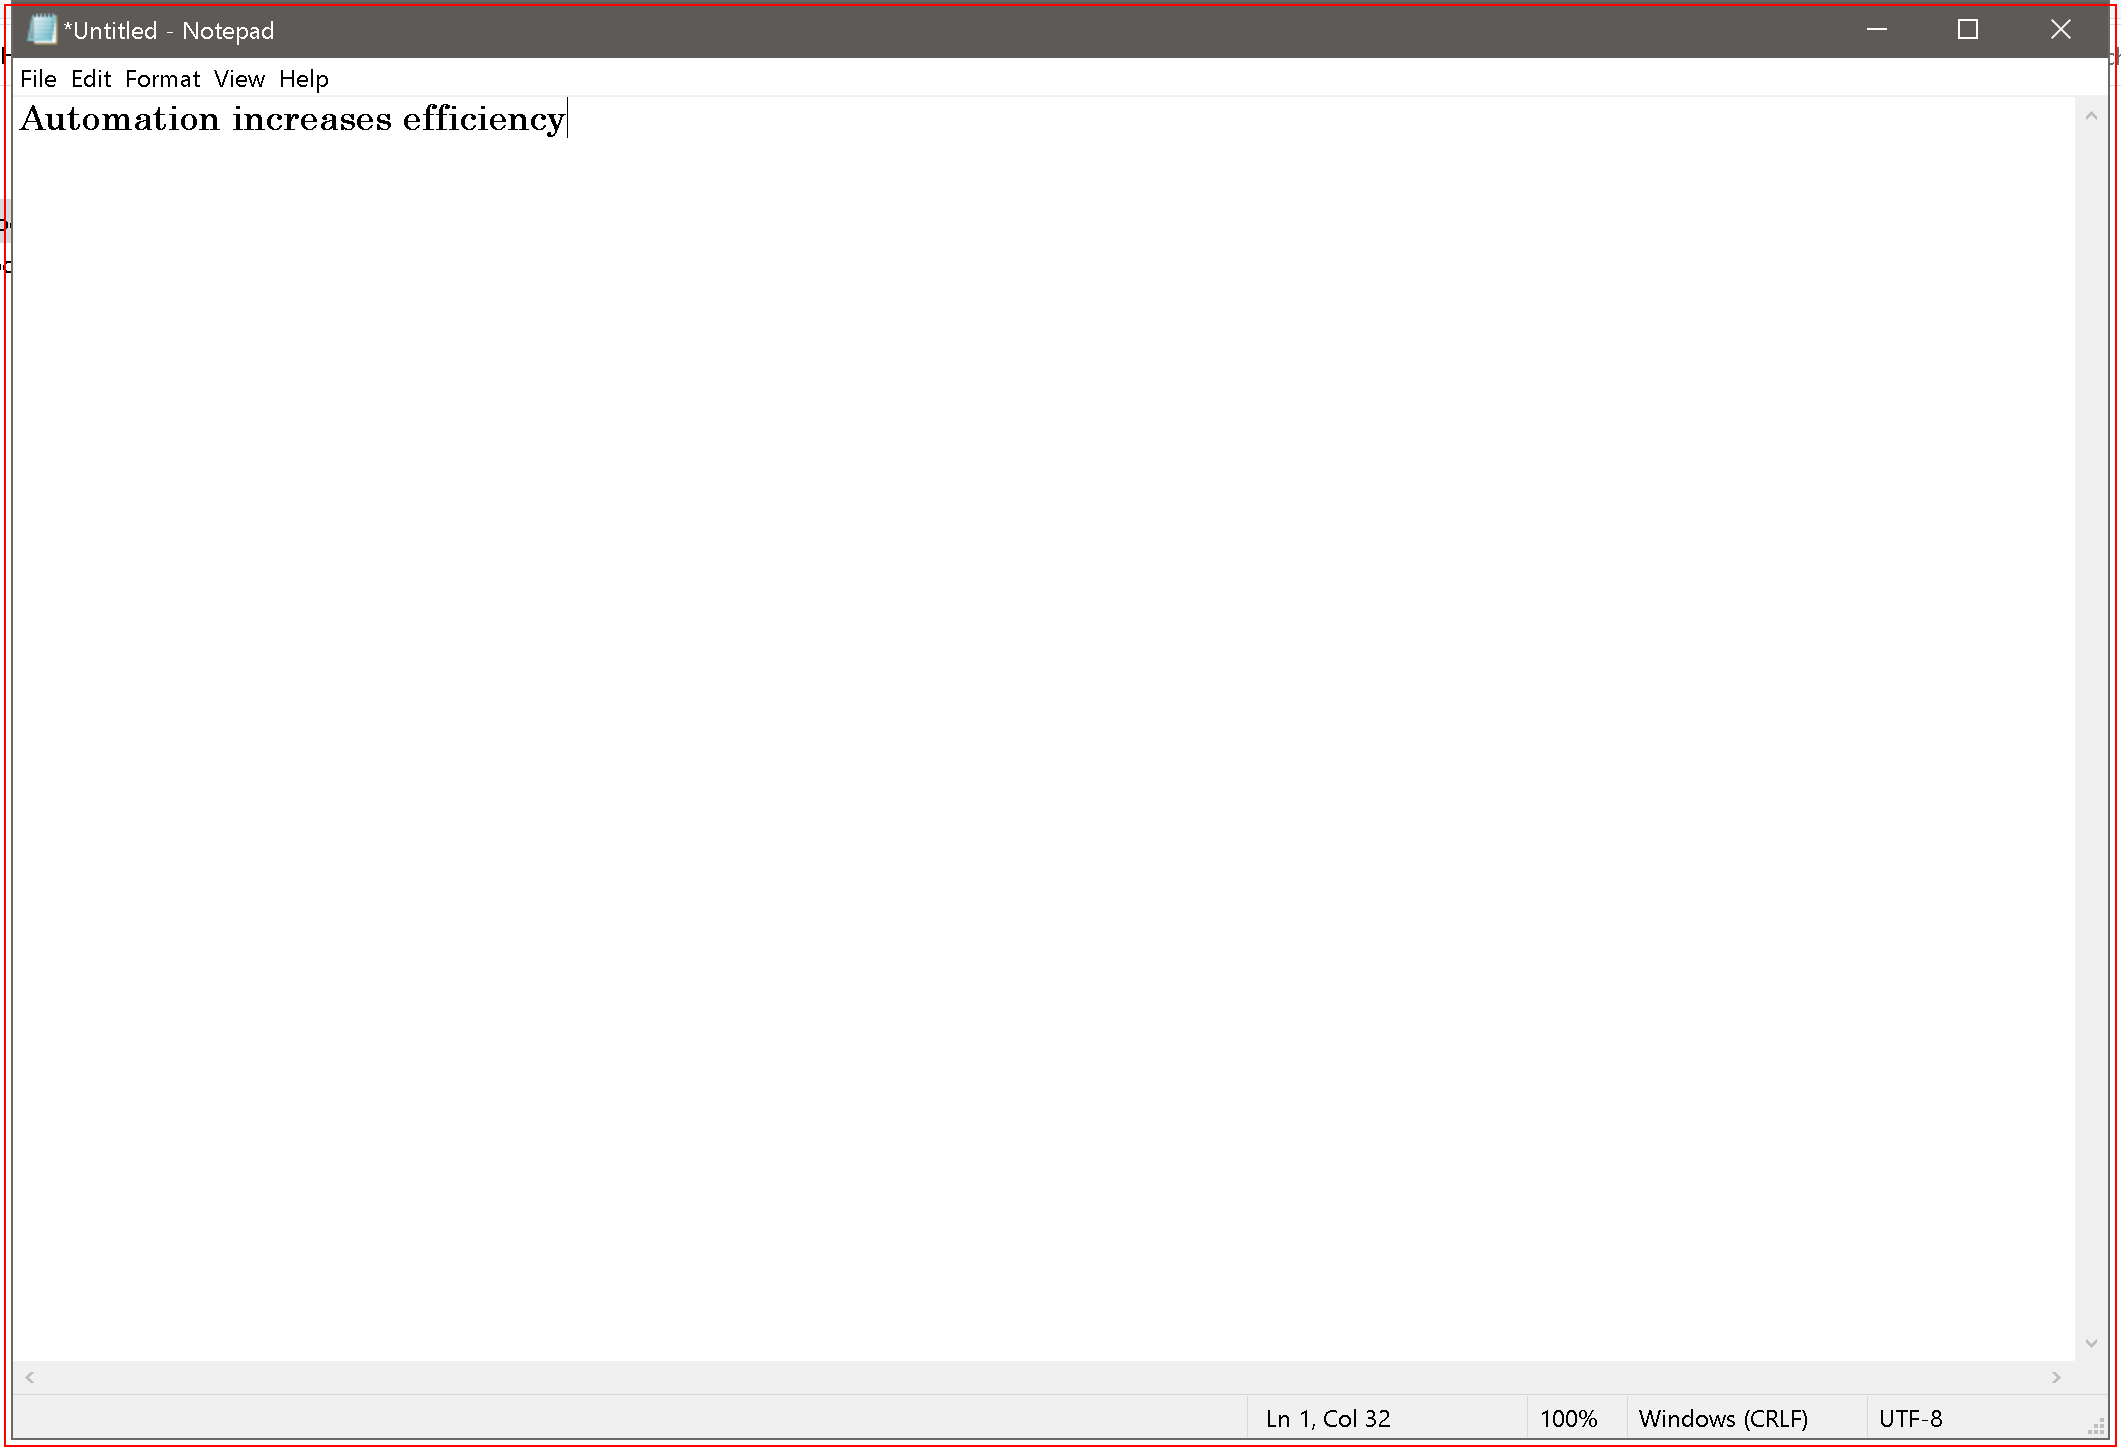 *Untitled - Notepad
File Edit Format View Help
Automation increases efficiency
Ln 1, Col 32 100% Windows (CRLF) UTF-8